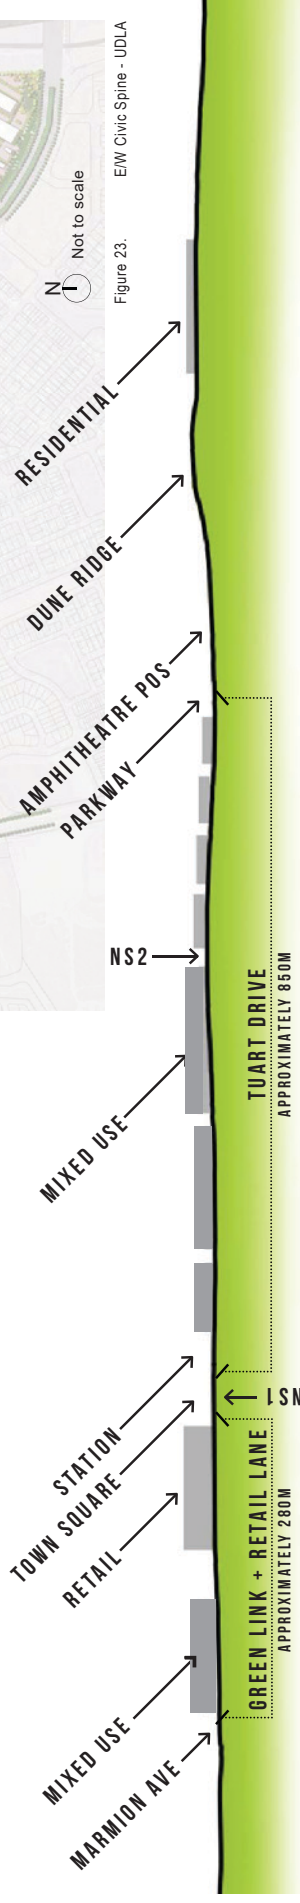 N
Not to scale
Figure 23. E/W Civic Spine - UDLA
RESIDENTIAL
DUNE RIDGE
AMPHITHEATRE POS
PARKWAY
NS2
MIXED USE
STATION
TOWN SQUARE
RETAIL
MIXED USE
MARMION AVE
TUART DRIVE
APPROXIMATELY 850M
NS1
GREEN LINK + RETAIL LANE
APPROXIMATELY 280M